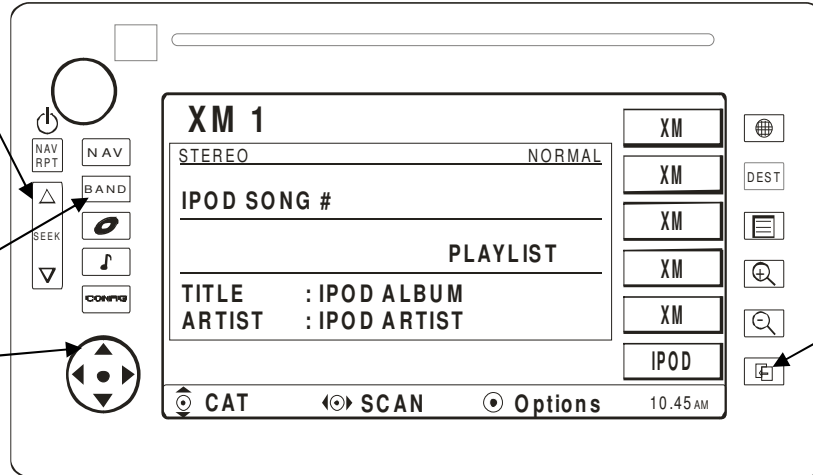 XM 1
STEREO NORMAL
IPOD SONG #
PLAYLIST
TITLE : IPOD ALBUM
ARTIST : IPOD ARTIST
XM
XM
XM
XM
XM
IPOD
CAT SCAN Options 10.45 AM
NAV RPT
NAV
BAND
SEEK
CONFIG
DEST